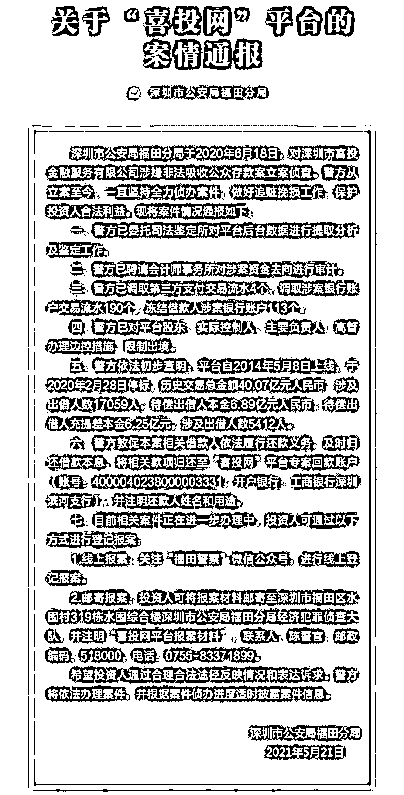 关于“喜投网”平台的
案情通报
深圳市公安局福田分局
深圳市公安局福田分局于2020年6月18日，对深圳市喜投
金融服务有限公司涉嫌非法吸收公众存款案立案侦查。警方从
立案至今，一直坚持全力侦办案件，做好追赃挽损工作，保护
投资人合法利益。现将案件情况通报如下：
一、警方已委托司法鉴定所对平台后台数据进行提取分析
及鉴定工作。
二、警方已聘请会计师事务所对涉案资金去向进行审计。
三、警方已调取第三方支付交易流水4个，调取涉案银行账
户交易流水190个，冻结借款人涉案银行账户113个。
四、警方已对平台股东、实际控制人、主要负责人、高管
办理边控措施，限制出境。
五、警方依法初步查明，平台自2014年5月8日上线，于
2020年2月28日停标，历史交易总金额40.07亿元人民币，涉及
出借人数17059人，待偿出借人本金6.89亿元人民币，待偿出
借人充提差本金6.25亿元，涉及出借人数5412人。
六、警方敦促本案相关借款人依法履行还款义务，及时归
还借款本息，将相关款项归还至“喜投网”平台专案回款账户
（账号：4000040238000003331，开户银行：工商银行深圳
支行），并注明还款人姓名和用途。
七、目前相关案件正在进一步办理中，投资人可通过以下
方式进行登记报案：
1.线上报案：关注“福田警察”微信公众号，进行线上登
记报案。
2.邮寄报案：投资人可将报案材料邮寄至深圳市福田区水
围村319栋水围综合楼深圳市公安局福田分局经济犯罪侦查大
队，并注明“喜投网平台报案材料”，联系人：陈警官，邮政
编码：518000，电话：0755-83371899。
希望投资人通过合理合法途径反映情况和表达诉求，警方
将依法办理案件，并根据案件侦办进度适时披露案件信息。
深圳市公安局福田分局
2021年5月21日